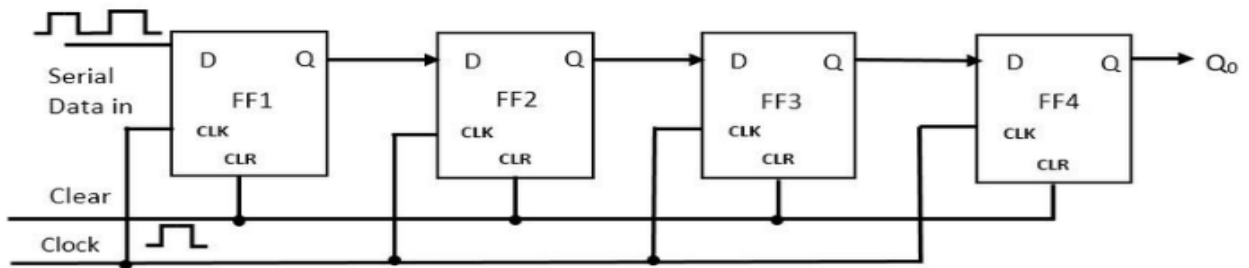 D Q D Q D Q D Q Q₀
Serial
Data in
FF1 FF2 FF3 FF4
CLK CLK CLK CLK
CLR CLR CLR CLR
Clear
Clock